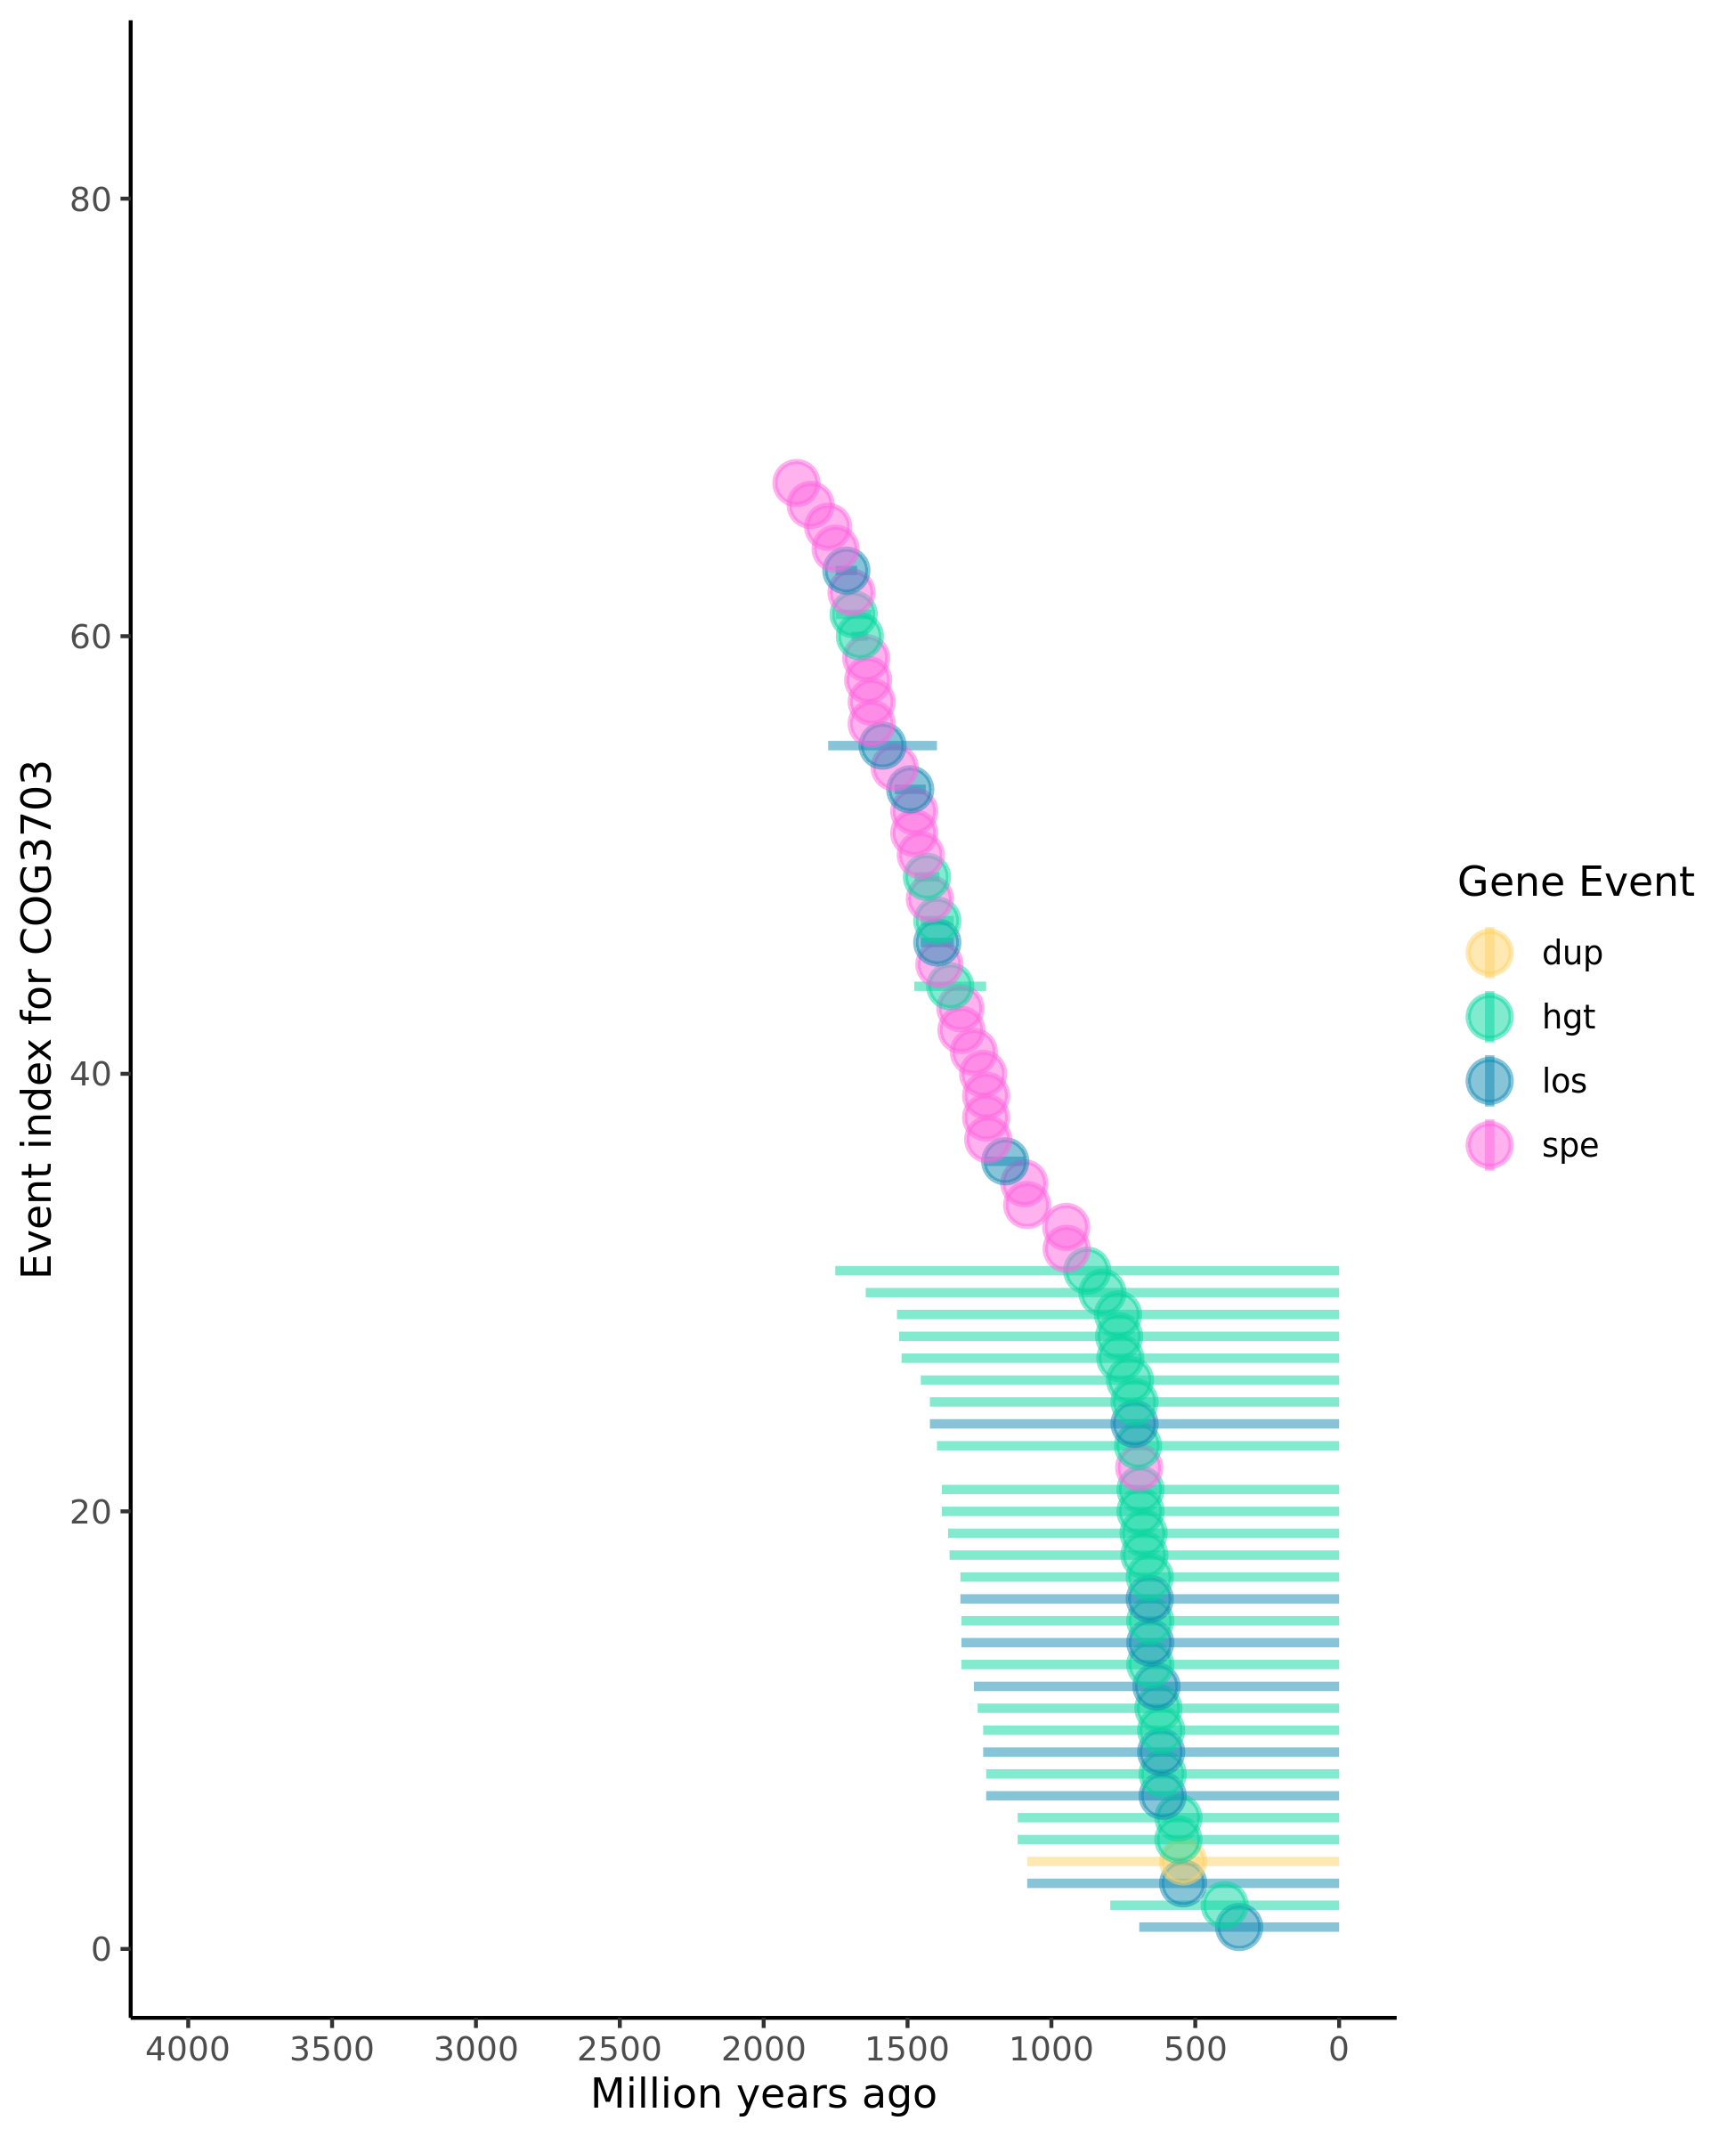 80
60
40
20
0
Event index for COG3703
4000 3500 3000 2500 2000 1500 1000 500 0
Million years ago
Gene Event
dup
hgt
los
spe